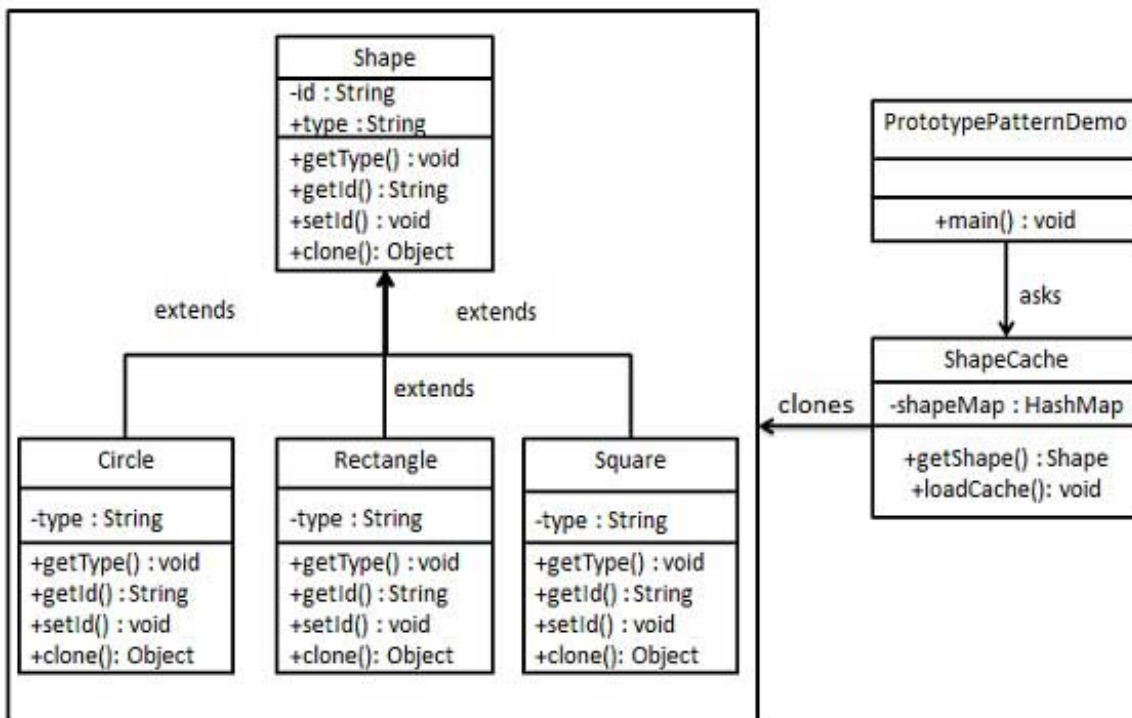 Shape
-id : String
+type : String
+getType() : void
+getId() : String
+setId() : void
+clone(): Object
PrototypePatternDemo
+main() : void
extends
extends
extends
asks
ShapeCache
-shapeMap : HashMap
+getShape() : Shape
+loadCache(): void
clones
Circle
-type : String
+getType() : void
+getId() : String
+setId() : void
+clone(): Object
Rectangle
-type : String
+getType() : void
+getId() : String
+setId() : void
+clone(): Object
Square
-type : String
+getType() : void
+getId() : String
+setId() : void
+clone(): Object